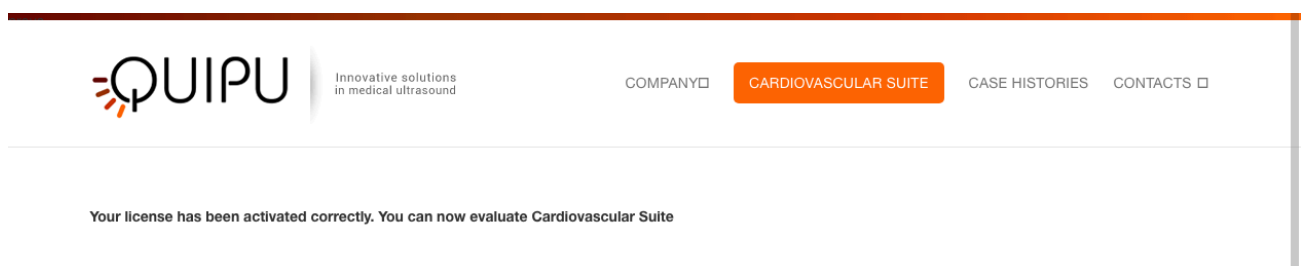 QUIPU
Innovative solutions
in medical ultrasound
COMPANY CARDIOVASCULAR SUITE CASE HISTORIES CONTACTS
Your license has been activated correctly. You can now evaluate Cardiovascular Suite